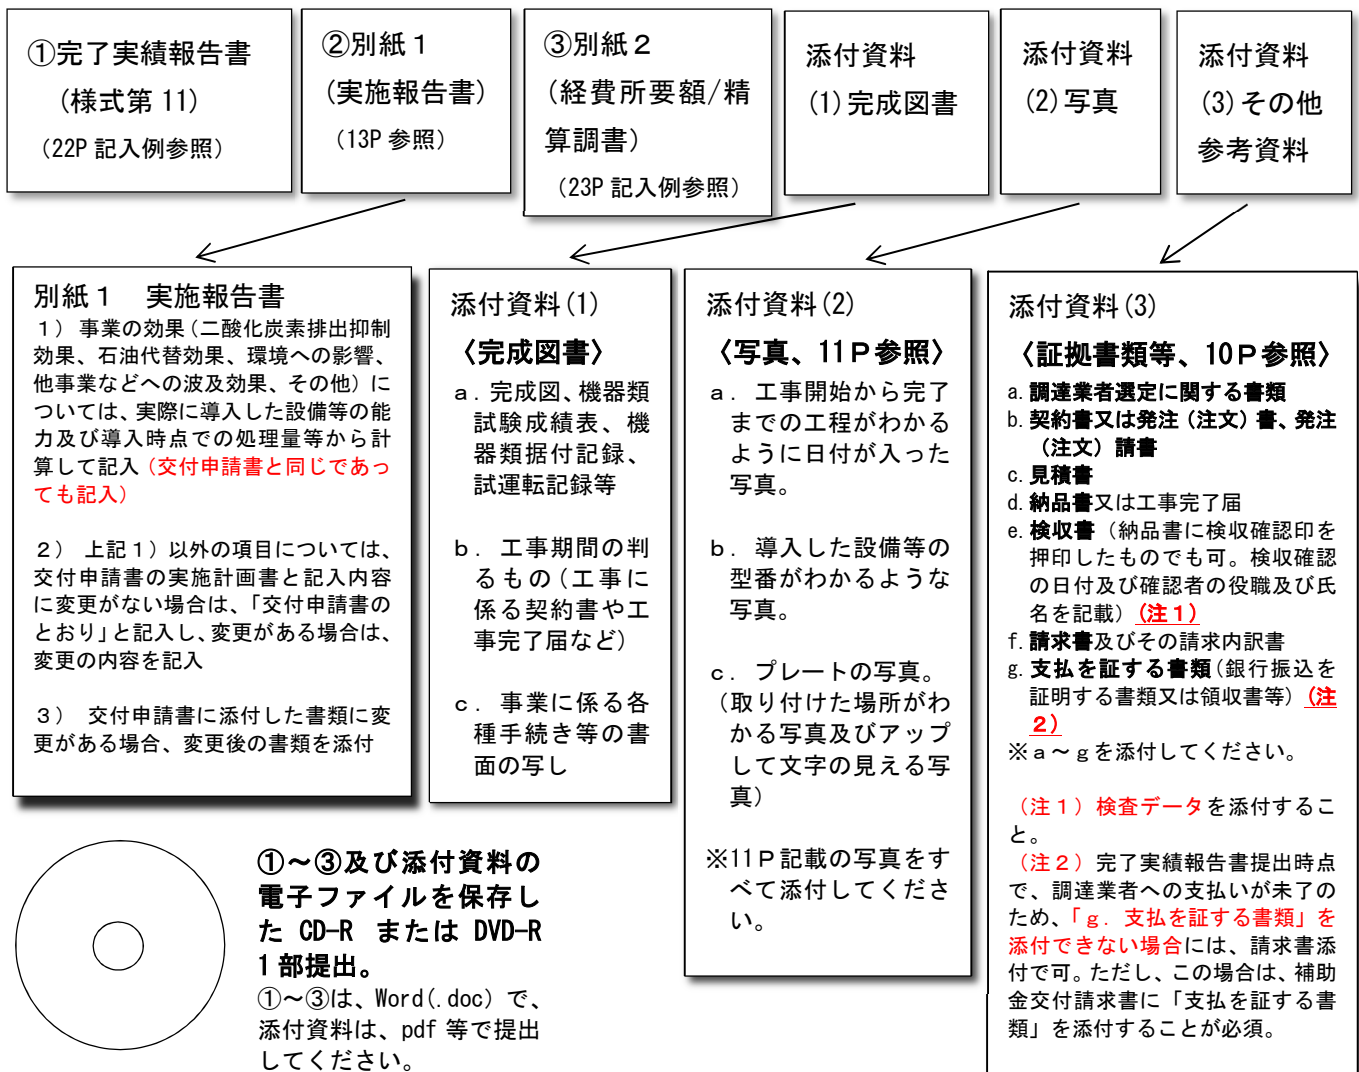 ①完了実績報告書
(様式第 11)
（22P 記入例参照）
②別紙１
(実施報告書)
（13P 参照）
③別紙２
(経費所要額/精
算調書)
（23P 記入例参照）
添付資料
(1)完成図書
添付資料
(2)写真
添付資料
(3)その他
参考資料
別紙１　実施報告書
１） 事業の効果（二酸化炭素排出抑制
効果、石油代替効果、環境への影響、
他事業などへの波及効果、その他）に
ついては、実際に導入した設備等の能
力及び導入時点での処理量等から計
算して記入（交付申請書と同じであっ
ても記入）
２） 上記１）以外の項目については、
交付申請書の実施計画書と記入内容
に変更がない場合は、「交付申請書の
とおり」と記入し、変更がある場合は、
変更の内容を記入
３） 交付申請書に添付した書類に変
更がある場合、変更後の書類を添付
添付資料(1)
〈完成図書〉
ａ．完成図、機器類
試験成績表、機
器類据付記録、
試運転記録等
ｂ．工事期間の判
るもの（工事に
係る契約書や工
事完了届など）
ｃ．事業に係る各
種手続き等の書
面の写し
添付資料(2)
〈写真、11Ｐ参照〉
ａ．工事開始から完了
までの工程がわかる
ように日付が入った
写真。
ｂ．導入した設備等の
型番がわかるような
写真。
ｃ．プレートの写真。
（取り付けた場所がわ
かる写真及びアップ
して文字の見える写
真）
※11Ｐ記載の写真をす
べて添付してくださ
い。
添付資料(3)
〈証拠書類等、10Ｐ参照〉
a. 調達業者選定に関する書類
b. 契約書又は発注（注文）書、発注
（注文）請書
c. 見積書
d. 納品書又は工事完了届
e. 検収書（納品書に検収確認印を
押印したものでも可。検収確認
の日付及び確認者の役職及び氏
名を記載）(注１)
f. 請求書及びその請求内訳書
g. 支払を証する書類（銀行振込を
証明する書類又は領収書等）(注
２)
※ａ～ｇを添付してください。
（注１）検査データを添付するこ
と。
（注２）完了実績報告書提出時点
で、調達業者への支払いが未了の
ため、「ｇ．支払を証する書類」を
添付できない場合には、請求書添
付で可。ただし、この場合は、補助
金交付請求書に「支払を証する書
類」を添付することが必須。
①～③及び添付資料の
電子ファイルを保存し
た CD-R または DVD-R
1 部提出。
①～③は、Word(.doc) で、
添付資料は、pdf 等で提出
してください。